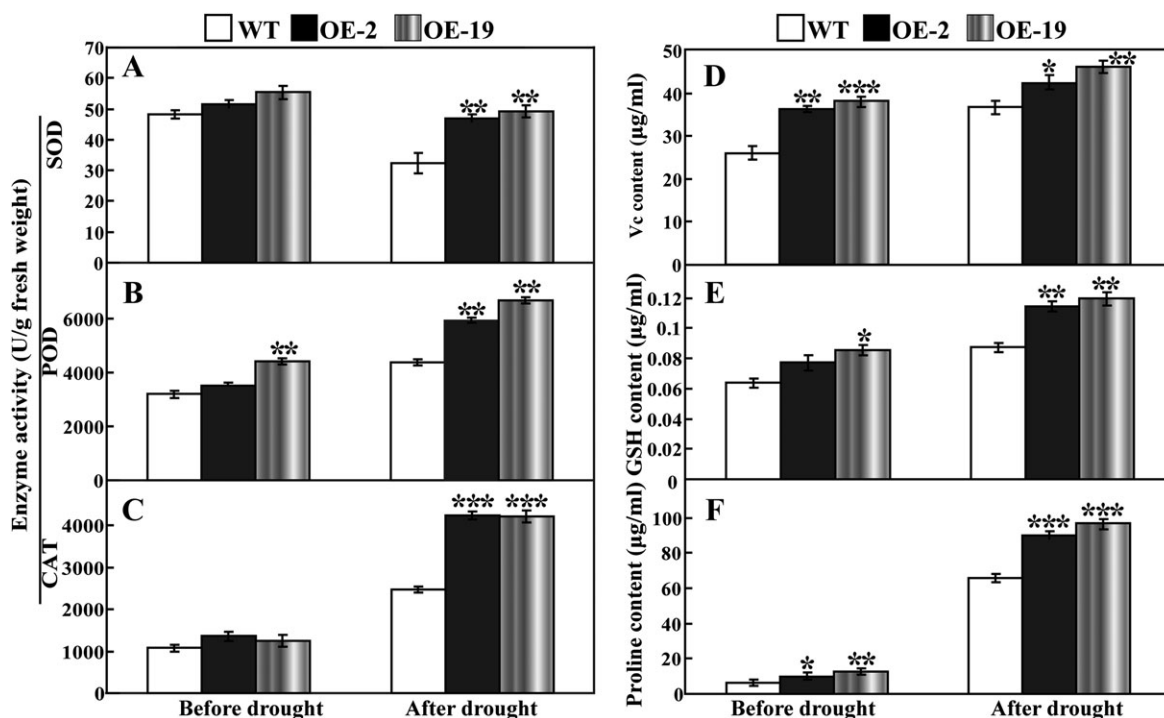 WT OE-2 OE-19
WT OE-2 OE-19
Enzyme activity (U/g fresh weight)
SOD
A
70
60
50
40
30
20
10
0
** **
POD
B
6000
4000
2000
0
** ** **
CAT
C
4000
3000
2000
1000
0
*** ***
Before drought After drought
Vc content (μg/ml)
D
50
40
30
20
10
0
** *** * **
GSH content (μg/ml)
E
0.12
0.10
0.08
0.06
0.04
0.02
0
* ** **
Proline content (μg/ml)
F
100
80
60
40
20
0
* ** *** ***
Before drought After drought